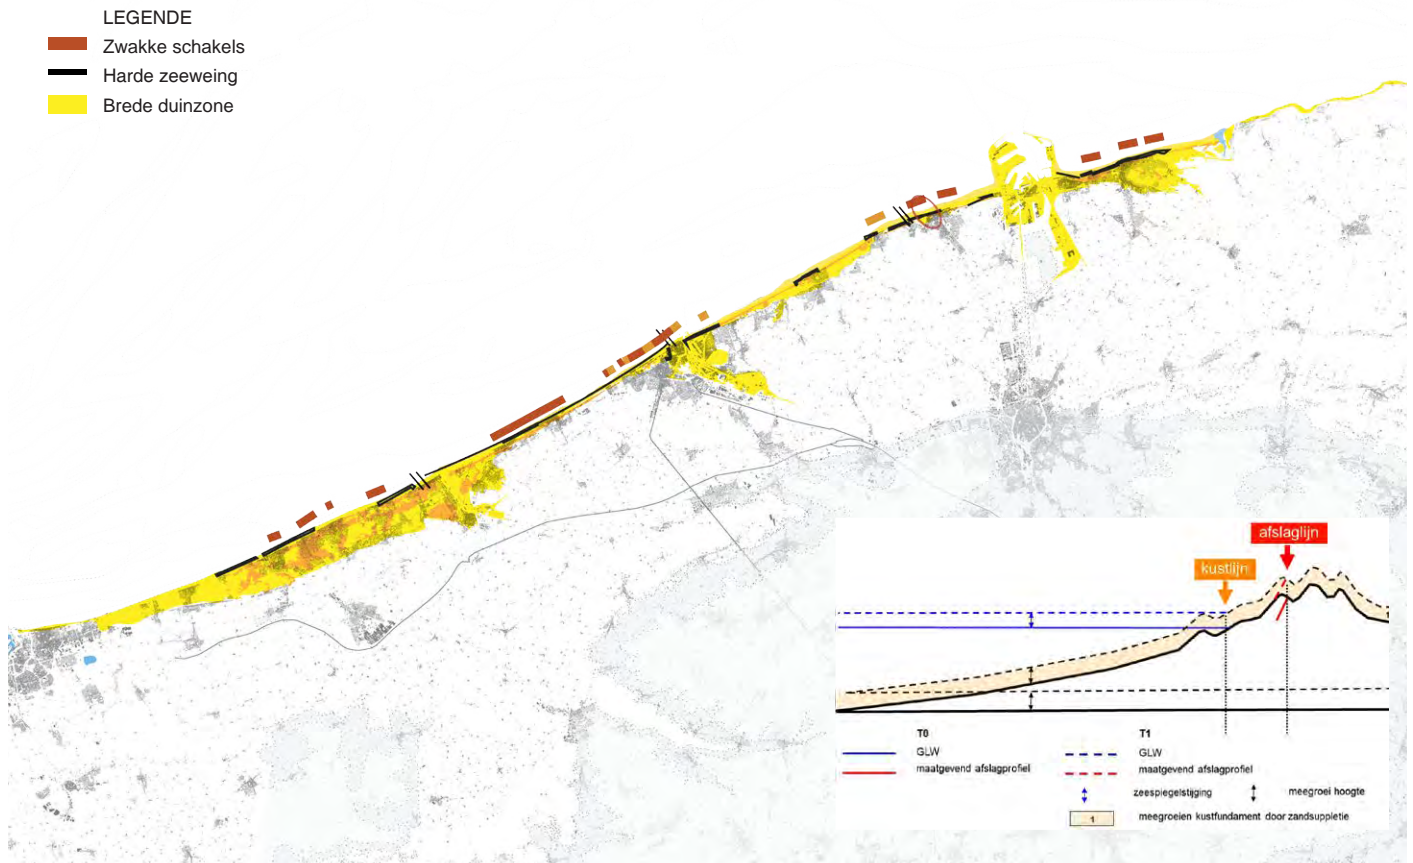 LEGENDE
Zwakke schakels
Harde zeeweing
Brede duinzone
afslaglijn
kustlijn
T0
T1
GLW
GLW
maatgevend afslagprofiel
maatgevend afslagprofiel
zeespiegelstijging
meegroei hoogte
1
meegroeien kustfundament door zandsuppletie